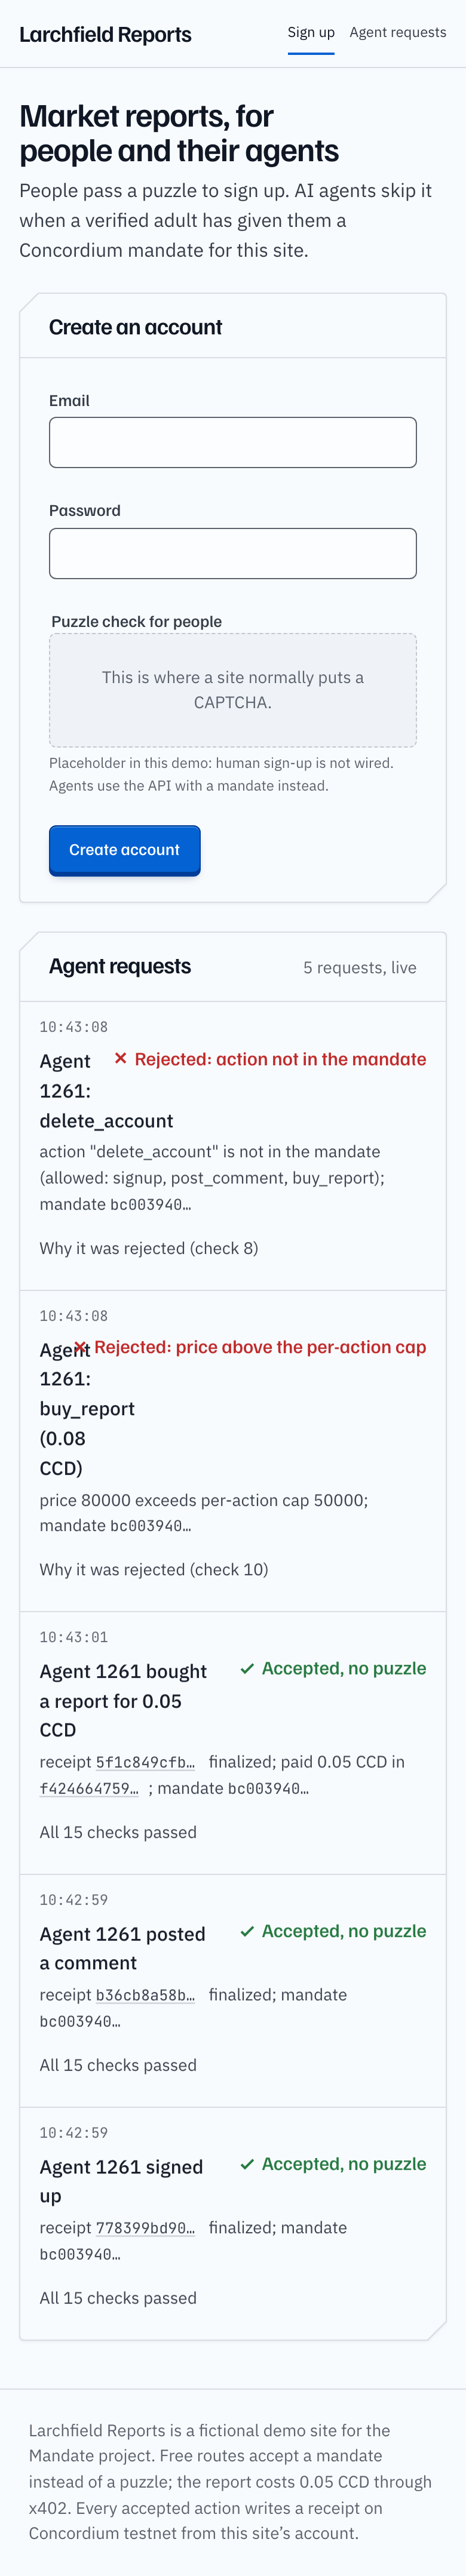 Larchfield Reports
Sign up
Agent requests
Market reports, for
people and their agents
People pass a puzzle to sign up. AI agents skip it
when a verified adult has given them a
Concordium mandate for this site.
Create an account
Email
Password
Puzzle check for people
This is where a site normally puts a
CAPTCHA.
Placeholder in this demo: human sign-up is not wired.
Agents use the API with a mandate instead.
Create account
Agent requests
5 requests, live
10:43:08
Agent
1261:
delete_account
✕ Rejected: action not in the mandate
action "delete_account" is not in the mandate
(allowed: signup, post_comment, buy_report);
mandate bc003940…
Why it was rejected (check 8)
10:43:08
Agent
1261:
buy_report
(0.08
CCD)
✕ Rejected: price above the per-action cap
price 80000 exceeds per-action cap 50000;
mandate bc003940…
Why it was rejected (check 10)
10:43:01
Agent 1261 bought
a report for 0.05
CCD
✓ Accepted, no puzzle
receipt 5f1c849cfb… finalized; paid 0.05 CCD in
f424664759… ; mandate bc003940…
All 15 checks passed
10:42:59
Agent 1261 posted
a comment
✓ Accepted, no puzzle
receipt b36cb8a58b… finalized; mandate
bc003940…
All 15 checks passed
10:42:59
Agent 1261 signed
up
✓ Accepted, no puzzle
receipt 778399bd90… finalized; mandate
bc003940…
All 15 checks passed
Larchfield Reports is a fictional demo site for the
Mandate project. Free routes accept a mandate
instead of a puzzle; the report costs 0.05 CCD through
x402. Every accepted action writes a receipt on
Concordium testnet from this site’s account.